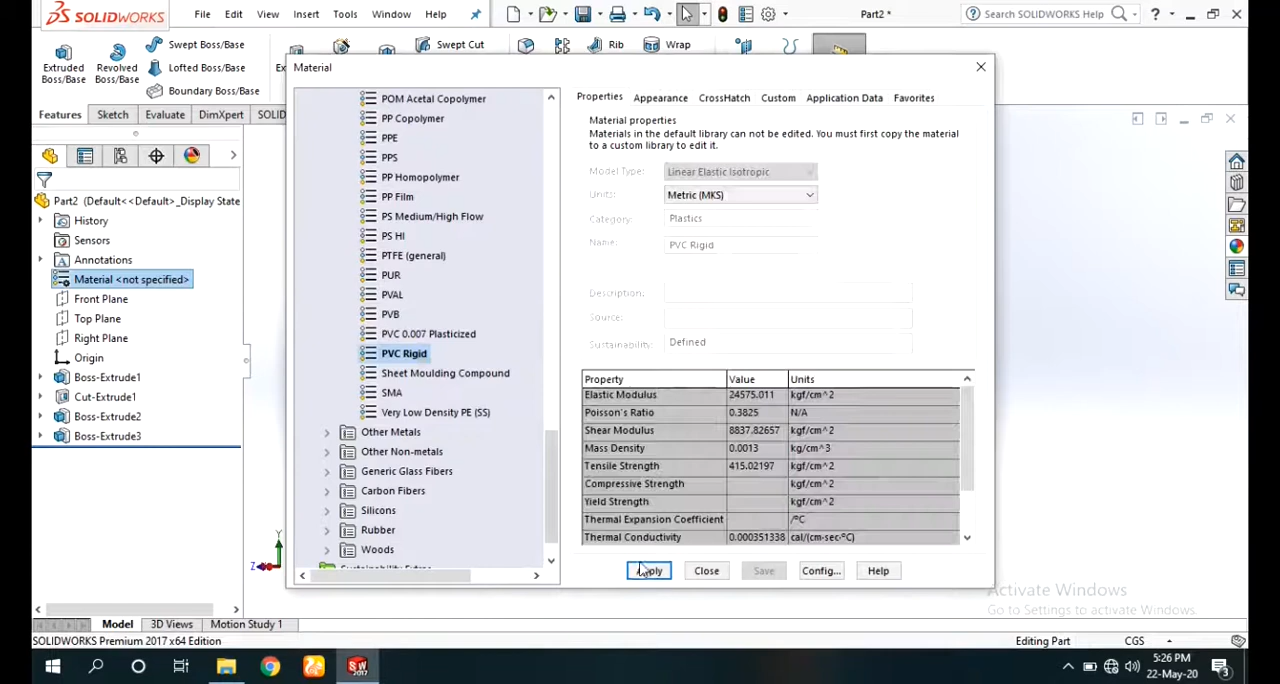 SOLIDWORKS File Edit View Insert Tools Window Help Part2 * Search SOLIDWORKS Help ?
Extruded Boss/Base
Revolved Boss/Base
Swept Boss/Base
Lofted Boss/Base
Boundary Boss/Base
Swept Cut
Rib
Wrap
Features Sketch Evaluate DimXpert SOLID
Part2 (Default<<Default>_Display State
History
Sensors
Annotations
Material <not specified>
Front Plane
Top Plane
Right Plane
Origin
Boss-Extrude1
Cut-Extrude1
Boss-Extrude2
Boss-Extrude3
Material
POM Acetal Copolymer
PP Copolymer
PPE
PPS
PP Homopolymer
PP Film
PS Medium/High Flow
PS HI
PTFE (general)
PUR
PVAL
PVB
PVC 0.007 Plasticized
PVC Rigid
Sheet Moulding Compound
SMA
Very Low Density PE (SS)
Other Metals
Other Non-metals
Generic Glass Fibers
Carbon Fibers
Silicons
Rubber
Woods
Properties Appearance CrossHatch Custom Application Data Favorites
Material properties
Materials in the default library can not be edited. You must first copy the material
to a custom library to edit it.
Model Type: Linear Elastic Isotropic
Units: Metric (MKS)
Category: Plastics
Name: PVC Rigid
Description:
Source:
Sustainability: Defined
Property Value Units
Elastic Modulus 24575.011 kgf/cm^2
Poisson's Ratio 0.3825 N/A
Shear Modulus 8837.82657 kgf/cm^2
Mass Density 0.0013 kg/cm^3
Tensile Strength 415.02197 kgf/cm^2
Compressive Strength kgf/cm^2
Yield Strength kgf/cm^2
Thermal Expansion Coefficient /°C
Thermal Conductivity 0.000351338 cal/(cm·sec·°C)
Apply Close Save Config... Help
Activate Windows
Go to Settings to activate Windows.
Y
Z
Model 3D Views Motion Study 1
SOLIDWORKS Premium 2017 x64 Edition Editing Part CGS
SW 2017
5:26 PM
22-May-20
3